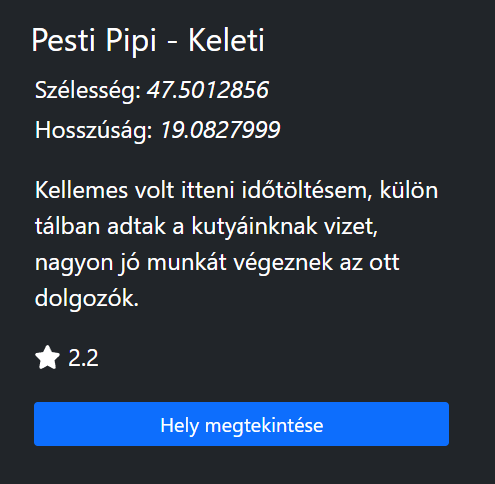 Pesti Pipi - Keleti
Szélesség: 47.5012856
Hosszúság: 19.0827999
Kellemes volt itteni időtöltésem, külön
tálban adtak a kutyáinknak vizet,
nagyon jó munkát végeznek az ott
dolgozók.
2.2
Hely megtekintése